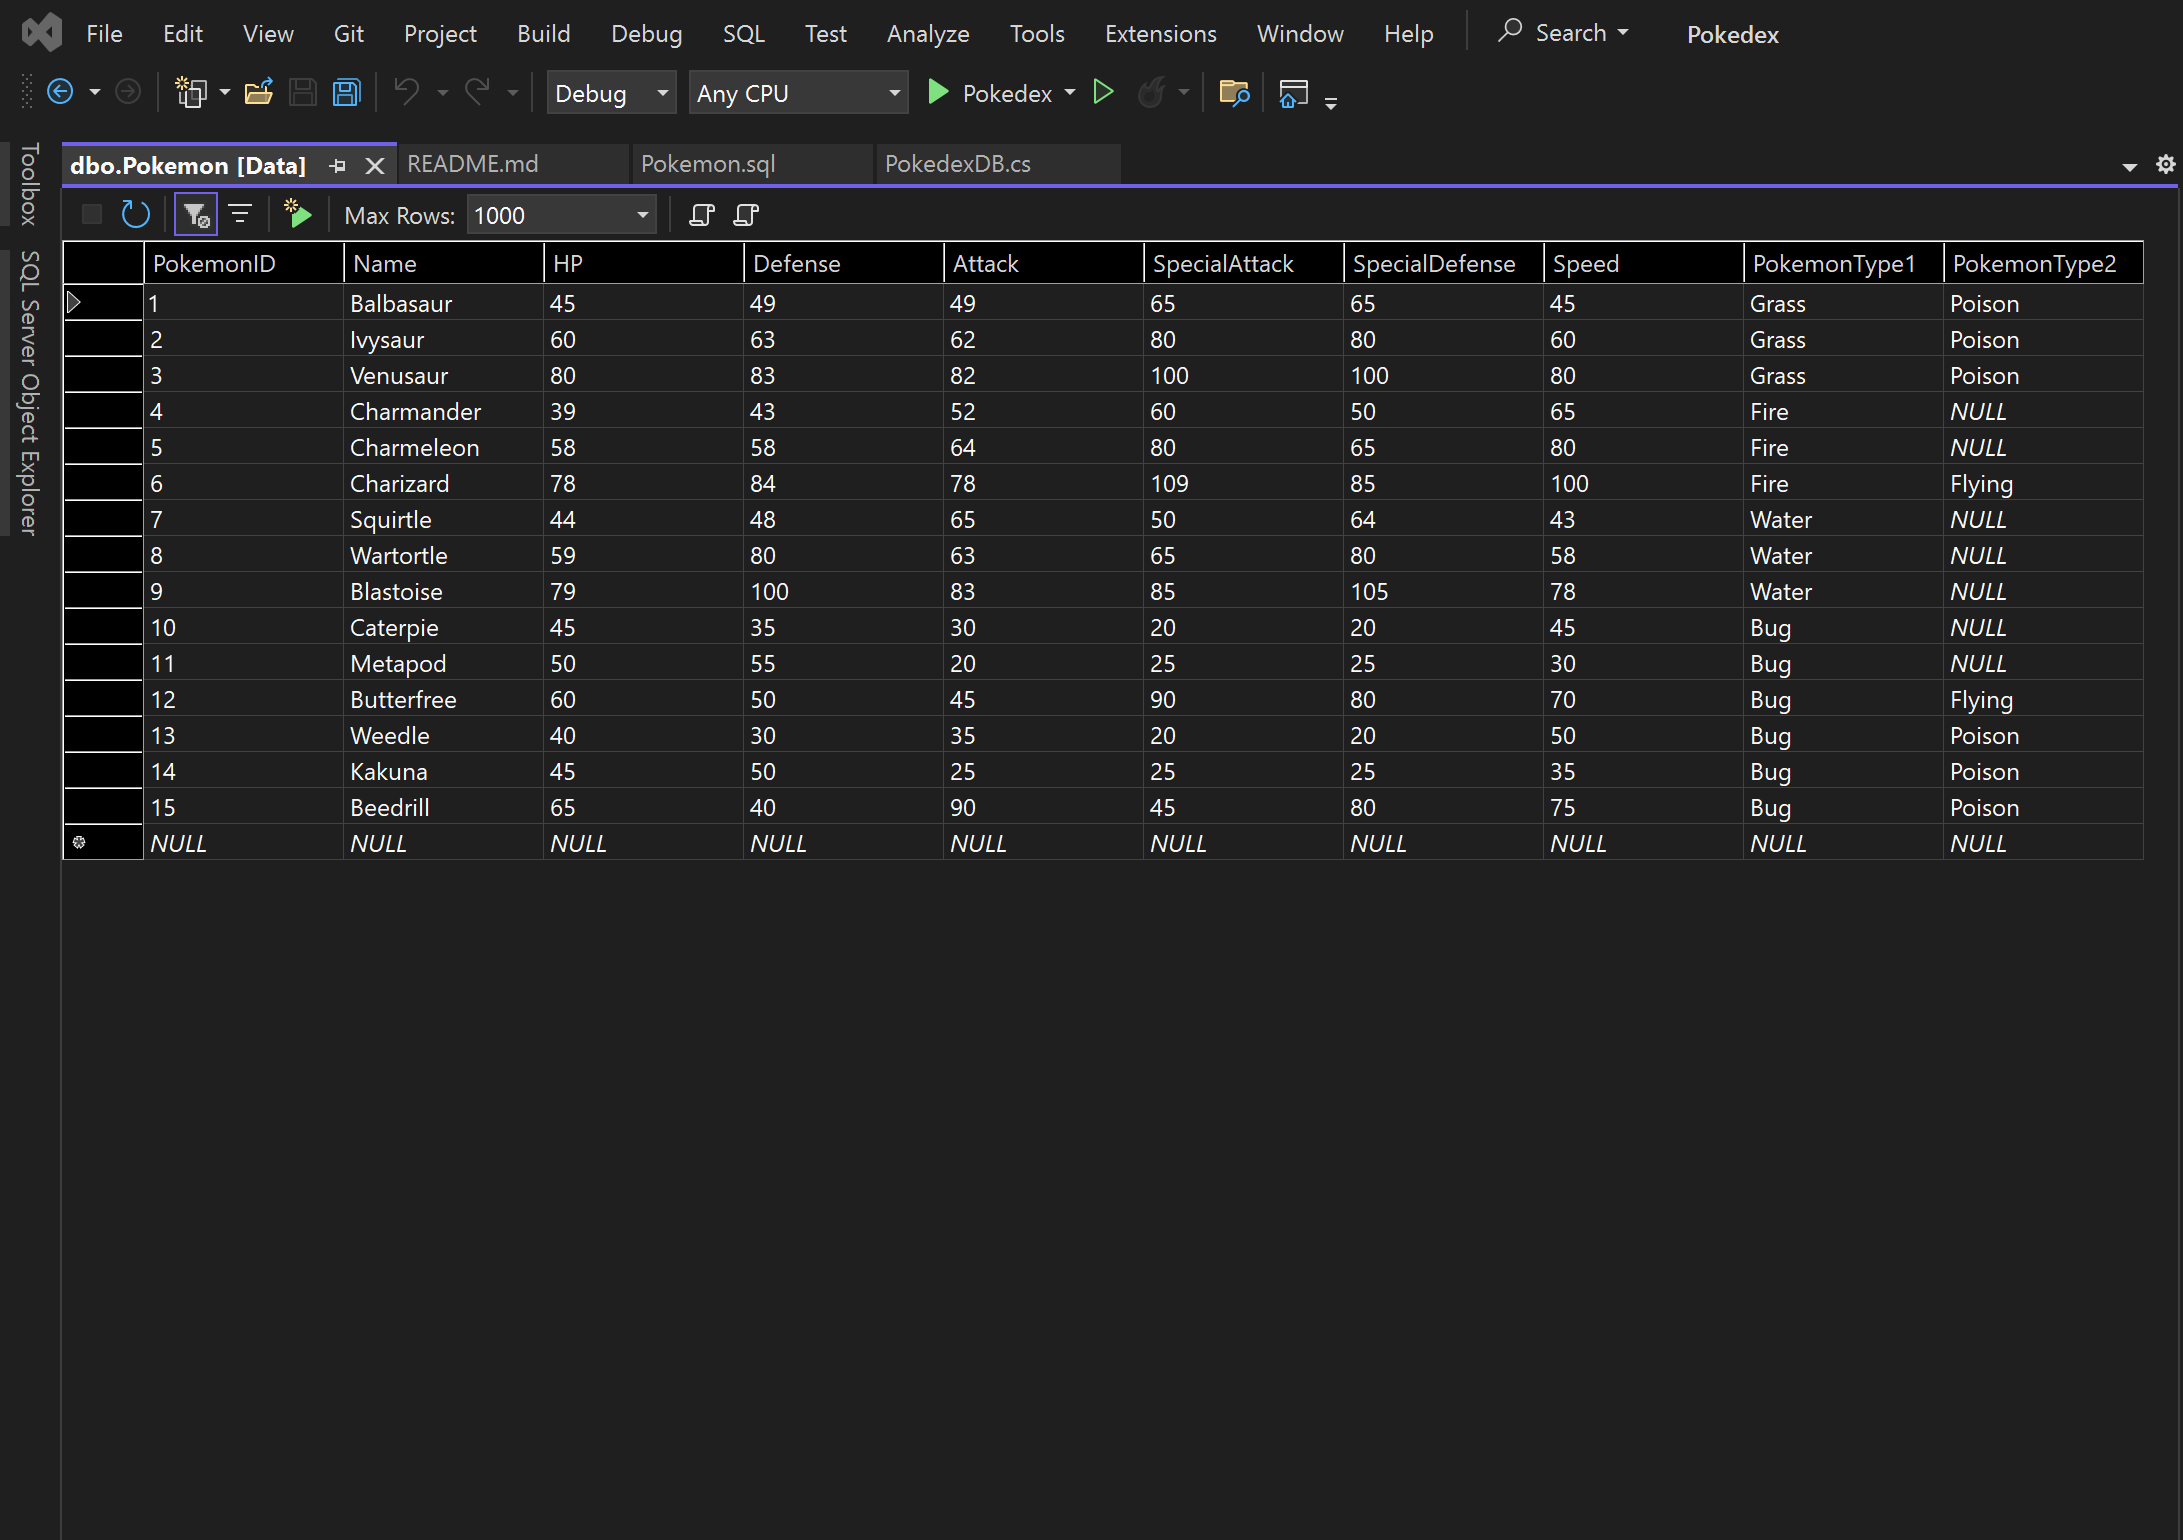 File Edit View Git Project Build Debug SQL Test Analyze Tools Extensions Window Help Search Pokedex
Debug Any CPU Pokedex
Toolbox
SQL Server Object Explorer
dbo.Pokemon [Data] README.md Pokemon.sql PokedexDB.cs
Max Rows: 1000
PokemonID Name HP Defense Attack SpecialAttack SpecialDefense Speed PokemonType1 PokemonType2
1 Balbasaur 45 49 49 65 65 45 Grass Poison
2 Ivysaur 60 63 62 80 80 60 Grass Poison
3 Venusaur 80 83 82 100 100 80 Grass Poison
4 Charmander 39 43 52 60 50 65 Fire NULL
5 Charmeleon 58 58 64 80 65 80 Fire NULL
6 Charizard 78 84 78 109 85 100 Fire Flying
7 Squirtle 44 48 65 50 64 43 Water NULL
8 Wartortle 59 80 63 65 80 58 Water NULL
9 Blastoise 79 100 83 85 105 78 Water NULL
10 Caterpie 45 35 30 20 20 45 Bug NULL
11 Metapod 50 55 20 25 25 30 Bug NULL
12 Butterfree 60 50 45 90 80 70 Bug Flying
13 Weedle 40 30 35 20 20 50 Bug Poison
14 Kakuna 45 50 25 25 25 35 Bug Poison
15 Beedrill 65 40 90 45 80 75 Bug Poison
NULL NULL NULL NULL NULL NULL NULL NULL NULL NULL